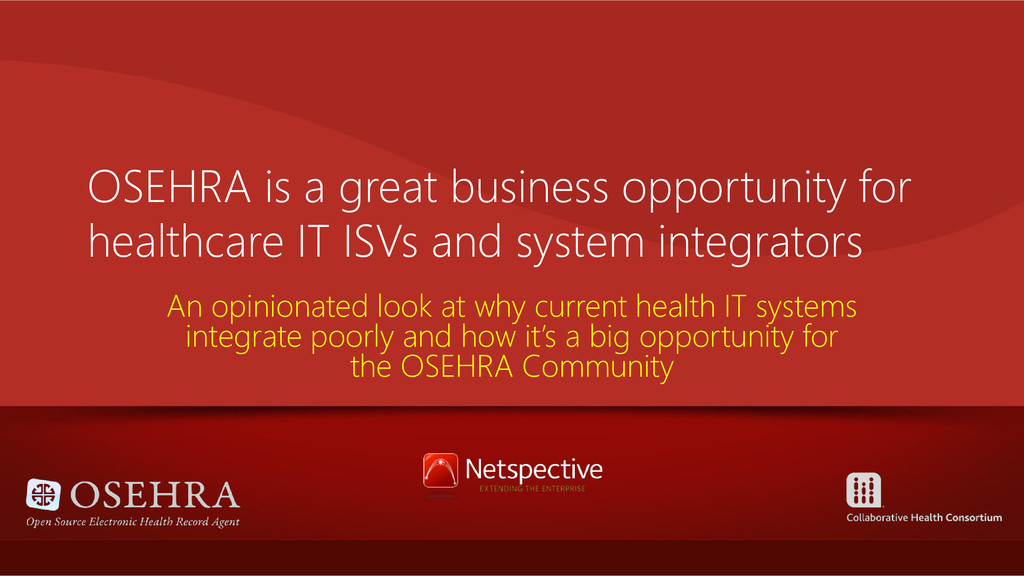 OSEHRA is a great business opportunity for
healthcare IT ISVs and system integrators
An opinionated look at why current health IT systems
integrate poorly and how it’s a big opportunity for
the OSEHRA Community
OSEHRA
Open Source Electronic Health Record Agent
Netspective
EXTENDING THE ENTERPRISE
Collaborative Health Consortium